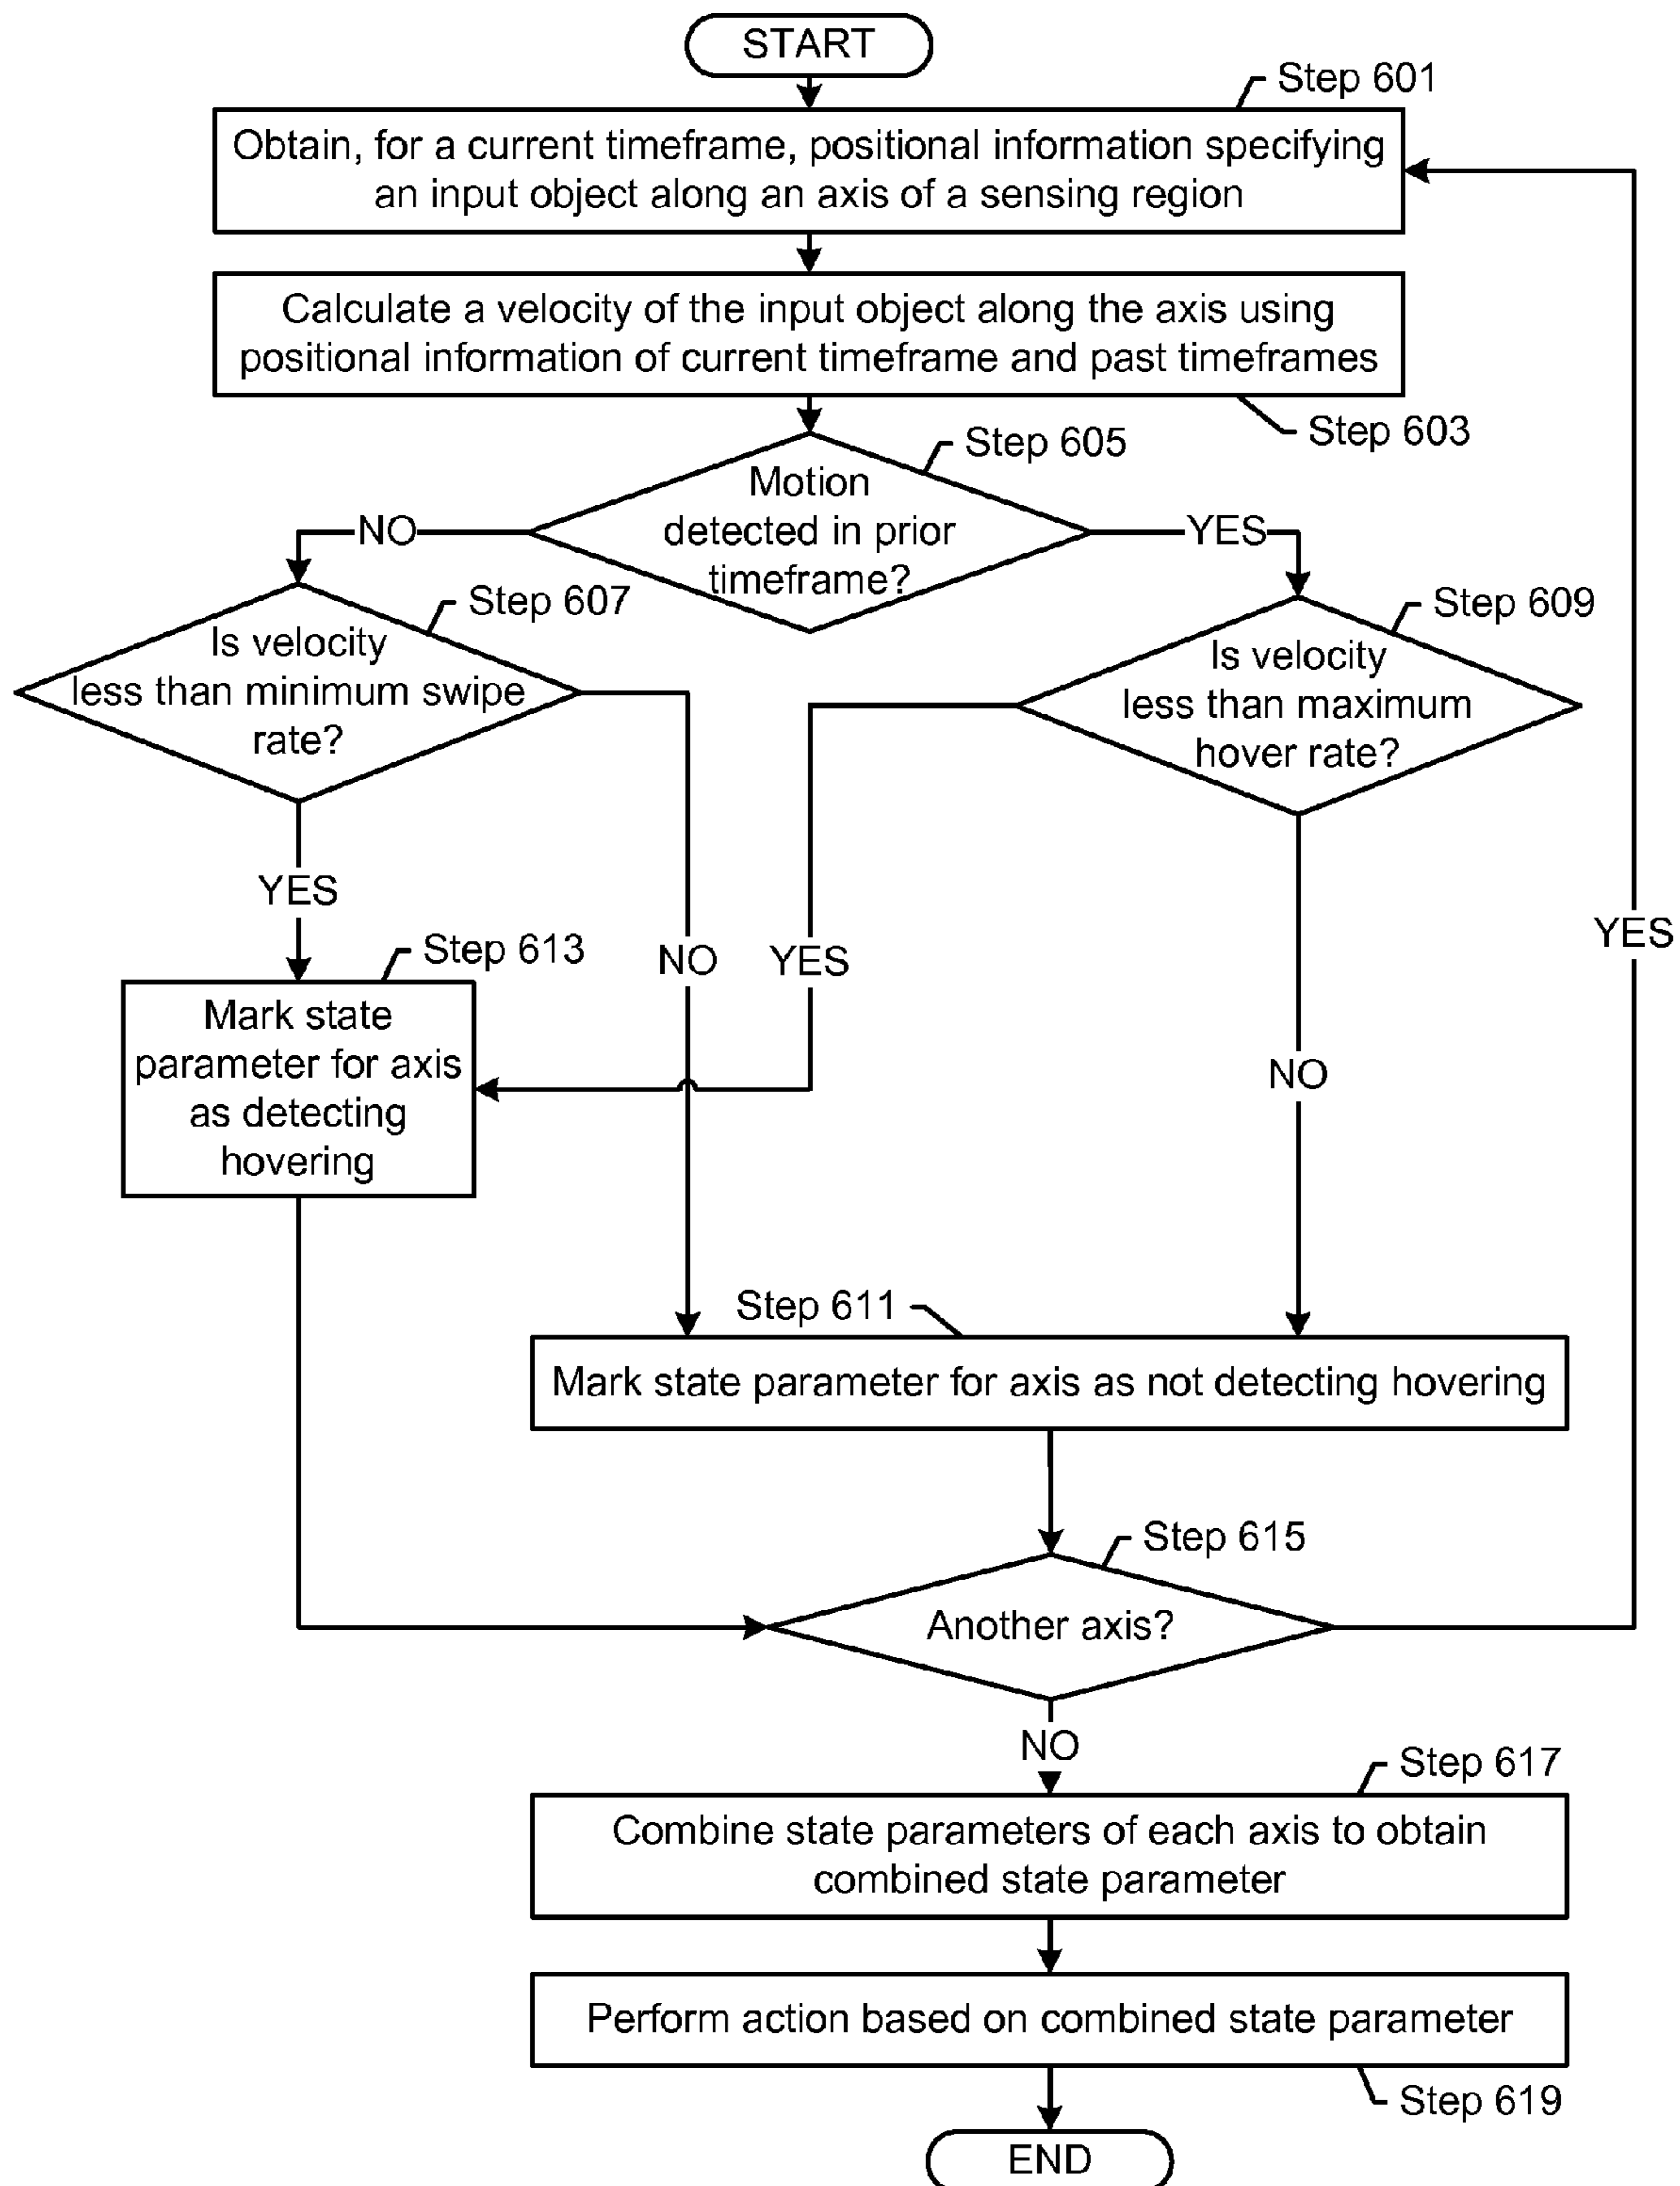 START
Step 601
Obtain, for a current timeframe, positional information specifying
an input object along an axis of a sensing region
Calculate a velocity of the input object along the axis using
positional information of current timeframe and past timeframes
Step 603
Step 605
Motion
detected in prior
timeframe?
NO
YES
Step 607
Is velocity
less than minimum swipe
rate?
Step 609
Is velocity
less than maximum
hover rate?
YES
NO
YES
NO
YES
Step 613
Mark state
parameter for axis
as detecting
hovering
Step 611
Mark state parameter for axis as not detecting hovering
Step 615
Another axis?
NO
Step 617
Combine state parameters of each axis to obtain
combined state parameter
Perform action based on combined state parameter
Step 619
END